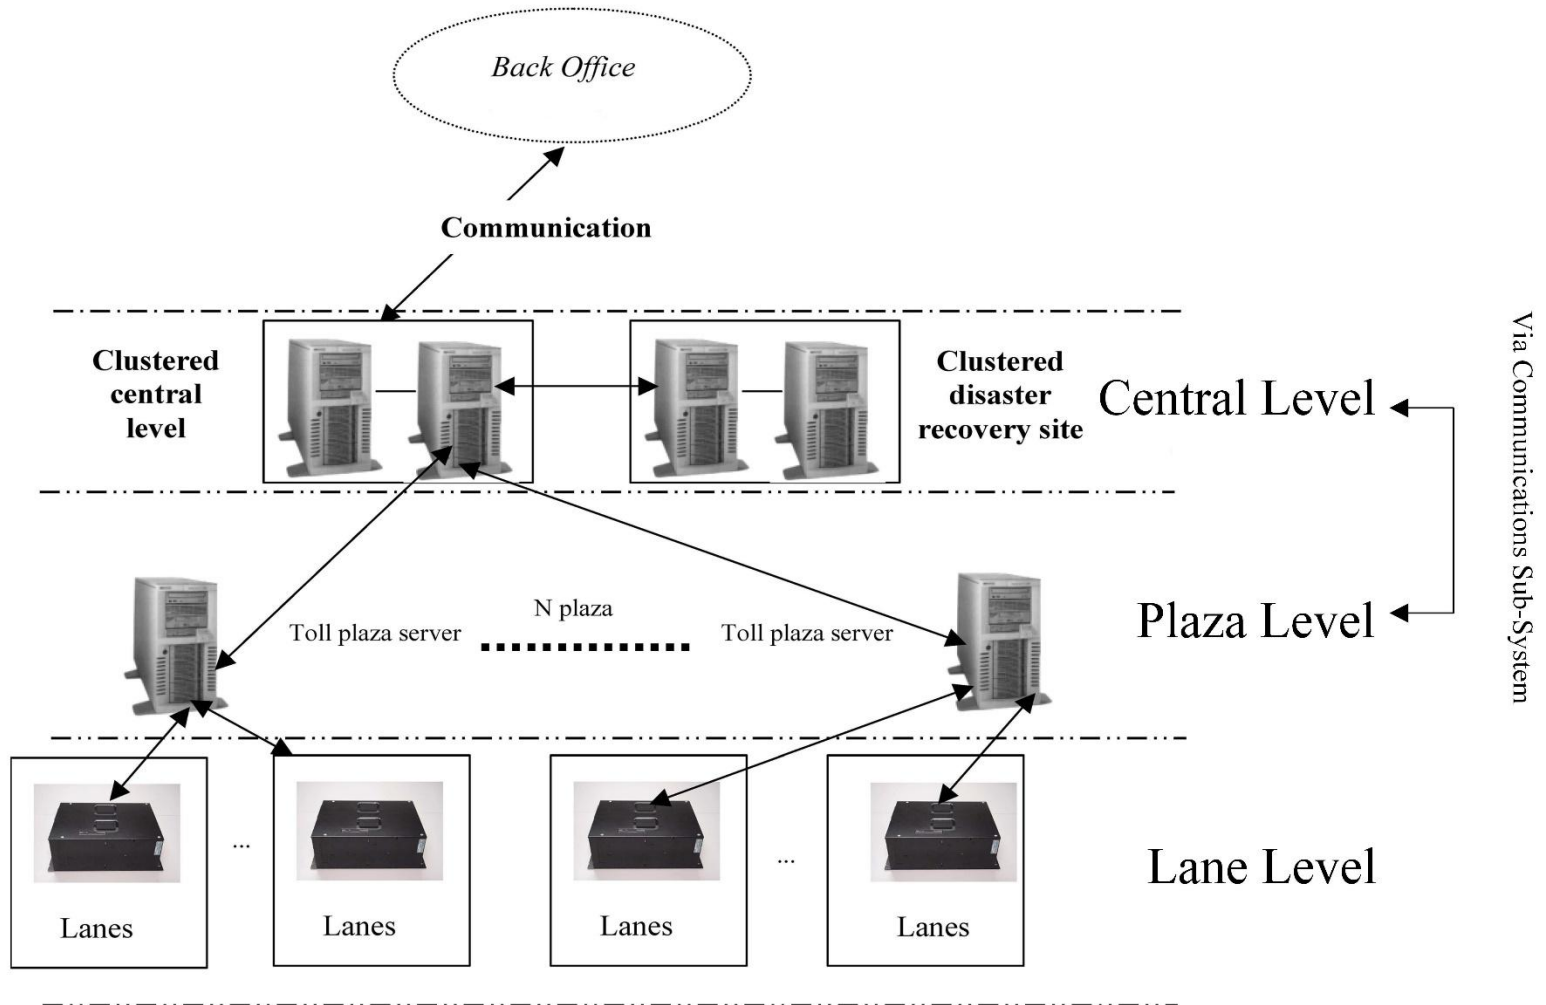 Back Office
Communication
Clustered
central
level
Clustered
disaster
recovery site
Central Level
Via Communications Sub-System
N plaza
Toll plaza server
Toll plaza server
Plaza Level
...
...
Lanes
Lanes
Lanes
Lanes
Lane Level